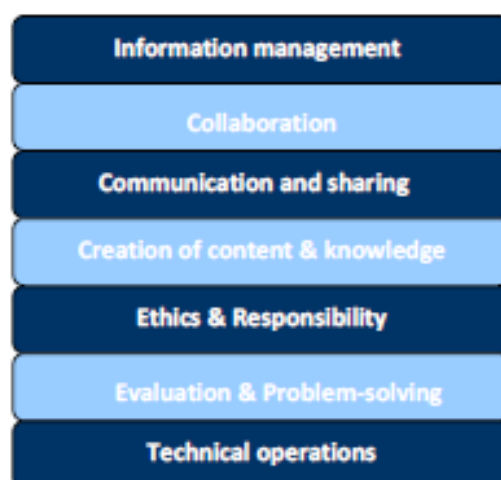 Information management
Collaboration
Communication and sharing
Creation of content & knowledge
Ethics & Responsibility
Evaluation & Problem-solving
Technical operations